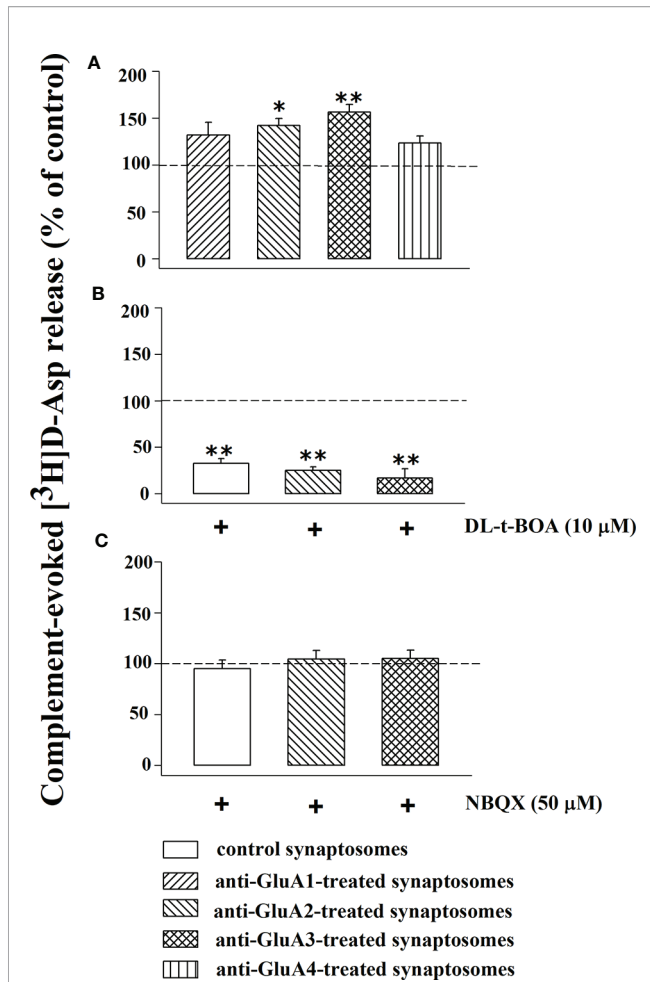 Complement-evoked [³H]D-Asp release (% of control)
A
200
150
100
50
0
*
**
B
200
150
100
50
0
**
**
**
+ + + DL-t-BOA (10 μM)
C
200
150
100
50
0
+ + + NBQX (50 μM)
control synaptosomes
anti-GluA1-treated synaptosomes
anti-GluA2-treated synaptosomes
anti-GluA3-treated synaptosomes
anti-GluA4-treated synaptosomes